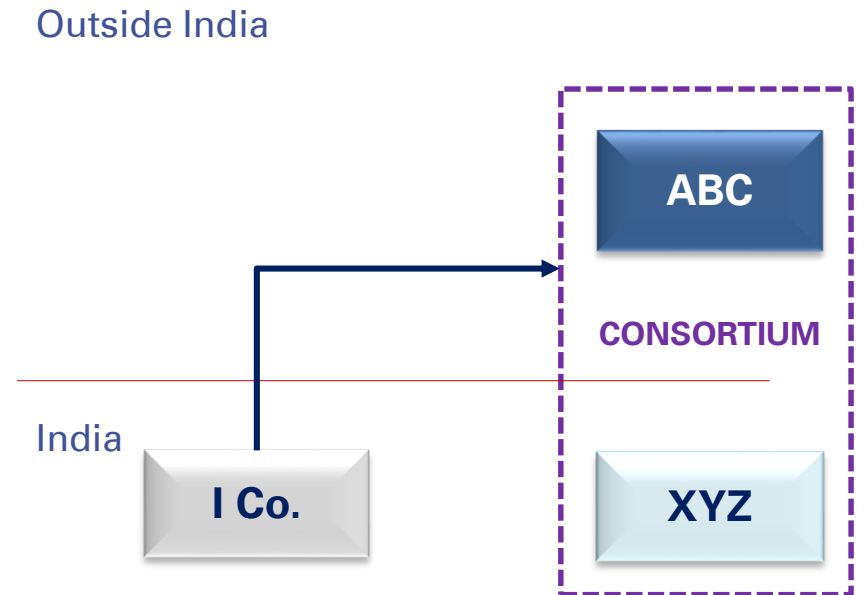 Outside India
ABC
CONSORTIUM
India
I Co.
XYZ